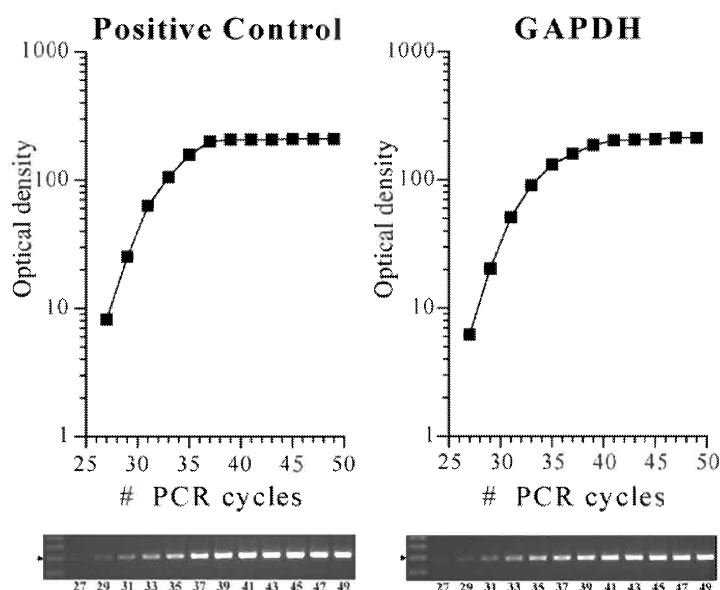 Positive Control
1000
100
10
1
Optical density
25 30 35 40 45 50
# PCR cycles
27 29 31 33 35 37 39 41 43 45 47 49
GAPDH
1000
100
10
1
Optical density
25 30 35 40 45 50
# PCR cycles
27 29 31 33 35 37 39 41 43 45 47 49